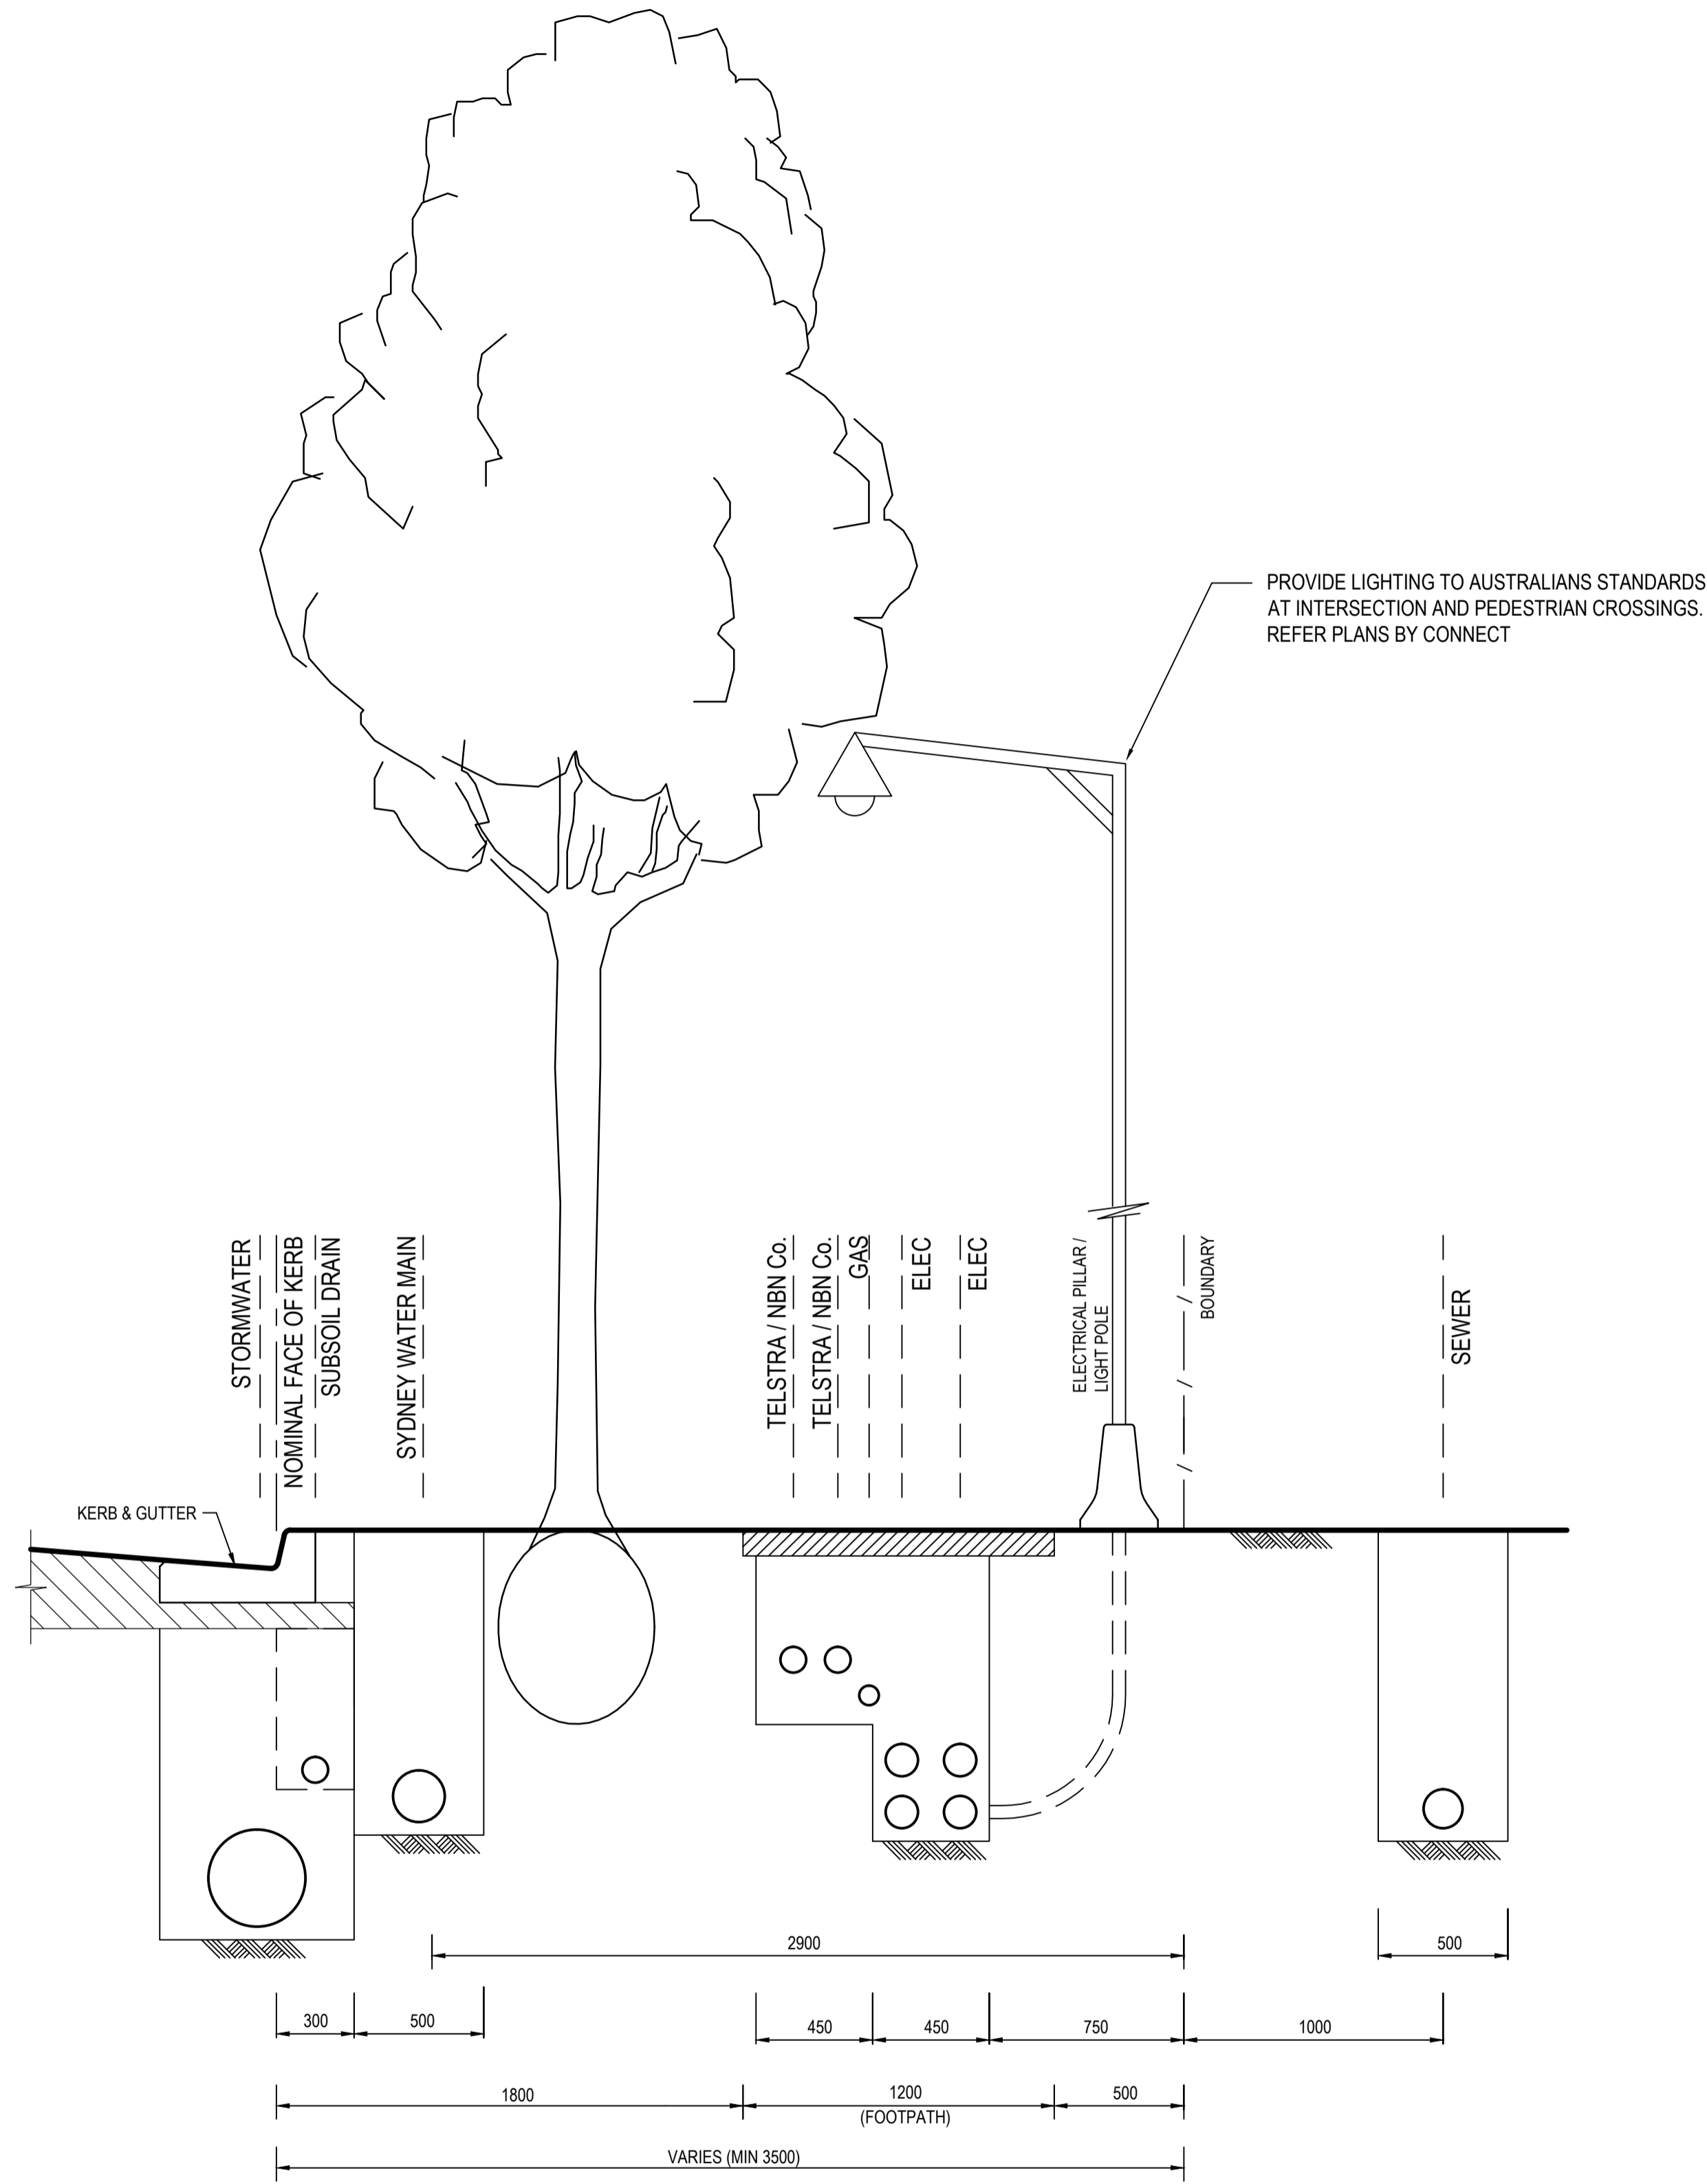 PROVIDE LIGHTING TO AUSTRALIANS STANDARDS
AT INTERSECTION AND PEDESTRIAN CROSSINGS.
REFER PLANS BY CONNECT
STORMWATER
NOMINAL FACE OF KERB
SUBSOIL DRAIN
SYDNEY WATER MAIN
TELSTRA / NBN Co.
TELSTRA / NBN Co.
GAS
ELEC
ELEC
ELECTRICAL PILLAR /
LIGHT POLE
BOUNDARY
SEWER
KERB & GUTTER
2900
500
300
500
450
450
750
1000
1800
1200
(FOOTPATH)
500
VARIES (MIN 3500)